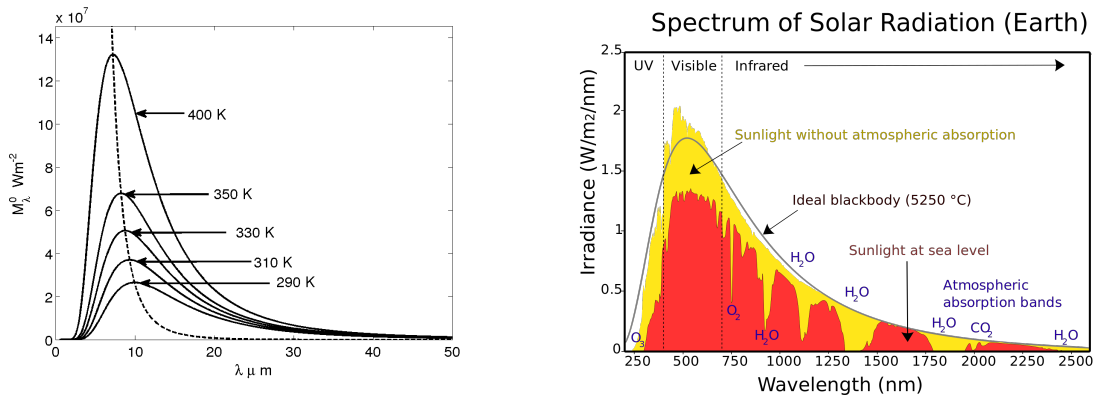 x 10⁷
14
12
10
8
6
4
2
0
M⁰λ Wm⁻²
400 K
350 K
330 K
310 K
290 K
0
10
20
30
40
50
λ μ m
Spectrum of Solar Radiation (Earth)
Irradiance (W/m2/nm)
2.5
2
1.5
1
0.5
0
UV
Visible
Infrared
Sunlight without atmospheric absorption
Ideal blackbody (5250 °C)
Sunlight at sea level
H₂O
H₂O
Atmospheric
absorption bands
O₂
H₂O
H₂O
CO₂
H₂O
O₃
250 500 750 1000 1250 1500 1750 2000 2250 2500
Wavelength (nm)